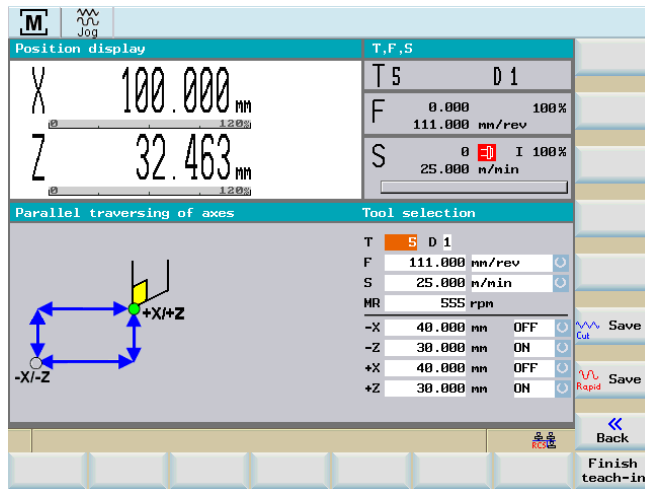 M
Jog
Position display
T,F,S
X 100.000 mm
0 120%
Z 32.463 mm
0 120%
T 5 D 1
F 0.000 100%
111.000 mm/rev
S 0 I 100%
25.000 m/min
Parallel traversing of axes
+X/+Z
-X/-Z
Tool selection
T 5 D 1
F 111.000 mm/rev
S 25.000 m/min
MR 555 rpm
-X 40.000 mm OFF
-Z 30.000 mm ON
+X 40.000 mm OFF
+Z 30.000 mm ON
Cut Save
Rapid Save
Back
RCS
Finish
teach-in